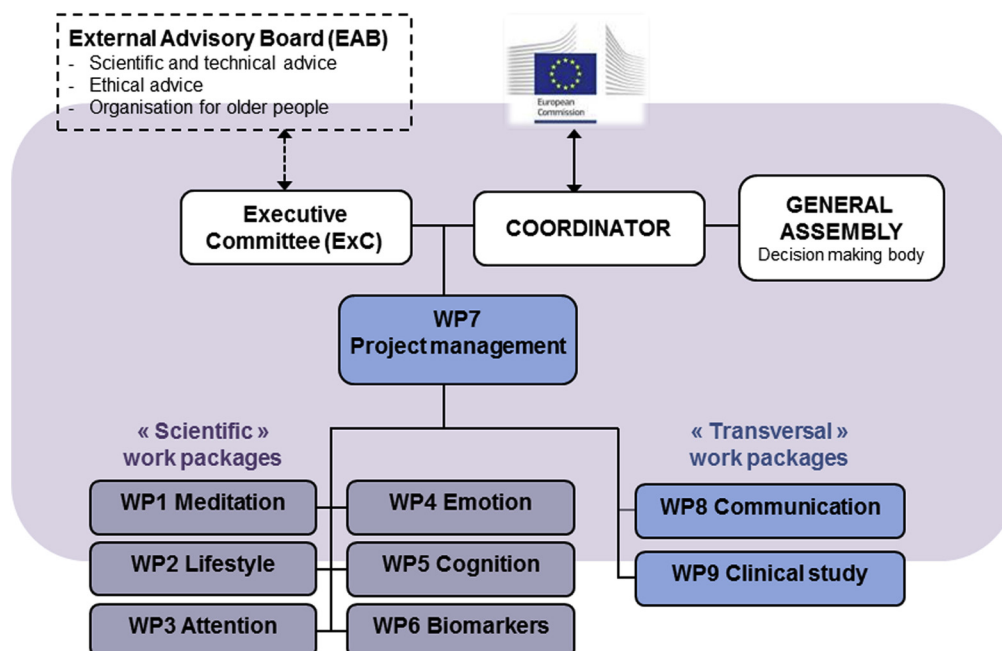 External Advisory Board (EAB)
- Scientific and technical advice
- Ethical advice
- Organisation for older people
European
Commission
Executive
Committee (ExC)
COORDINATOR
GENERAL
ASSEMBLY
Decision making body
WP7
Project management
« Scientific »
work packages
« Transversal »
work packages
WP1 Meditation
WP4 Emotion
WP8 Communication
WP2 Lifestyle
WP5 Cognition
WP9 Clinical study
WP3 Attention
WP6 Biomarkers